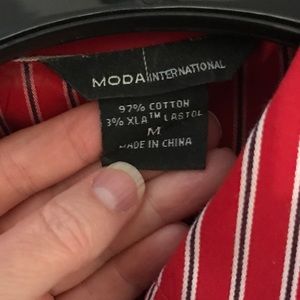 MODA INTERNATIONAL
97% COTTON
3% XLA™ LASTOL
M
MADE IN CHINA